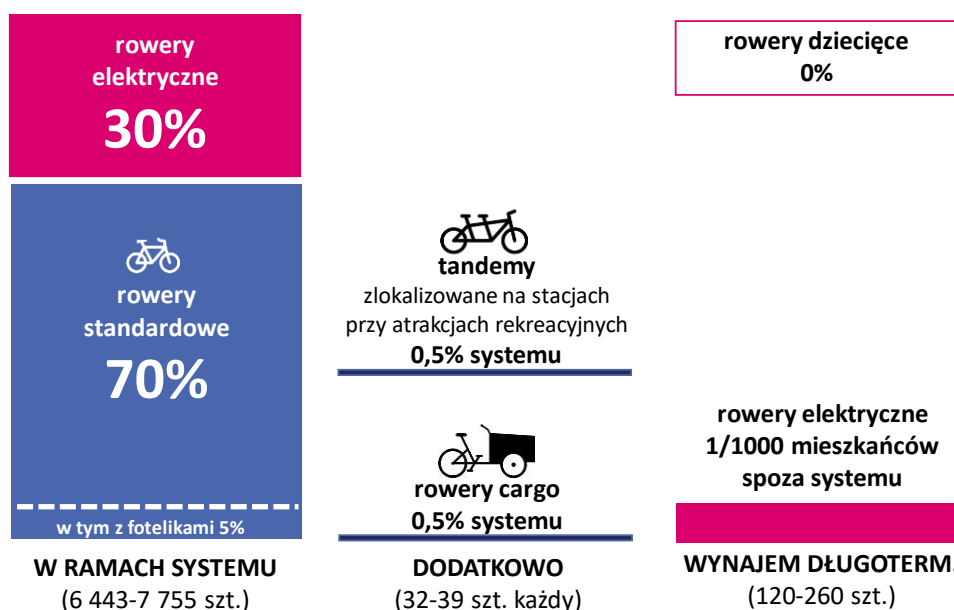 rowery
elektryczne
30%
rowery
standardowe
70%
w tym z fotelikami 5%
W RAMACH SYSTEMU
(6 443-7 755 szt.)
tandemy
zlokalizowane na stacjach
przy atrakcjach rekreacyjnych
0,5% systemu
rowery cargo
0,5% systemu
DODATKOWO
(32-39 szt. każdy)
rowery dziecięce
0%
rowery elektryczne
1/1000 mieszkańców
spoza systemu
WYNAJEM DŁUGOTERM.
(120-260 szt.)